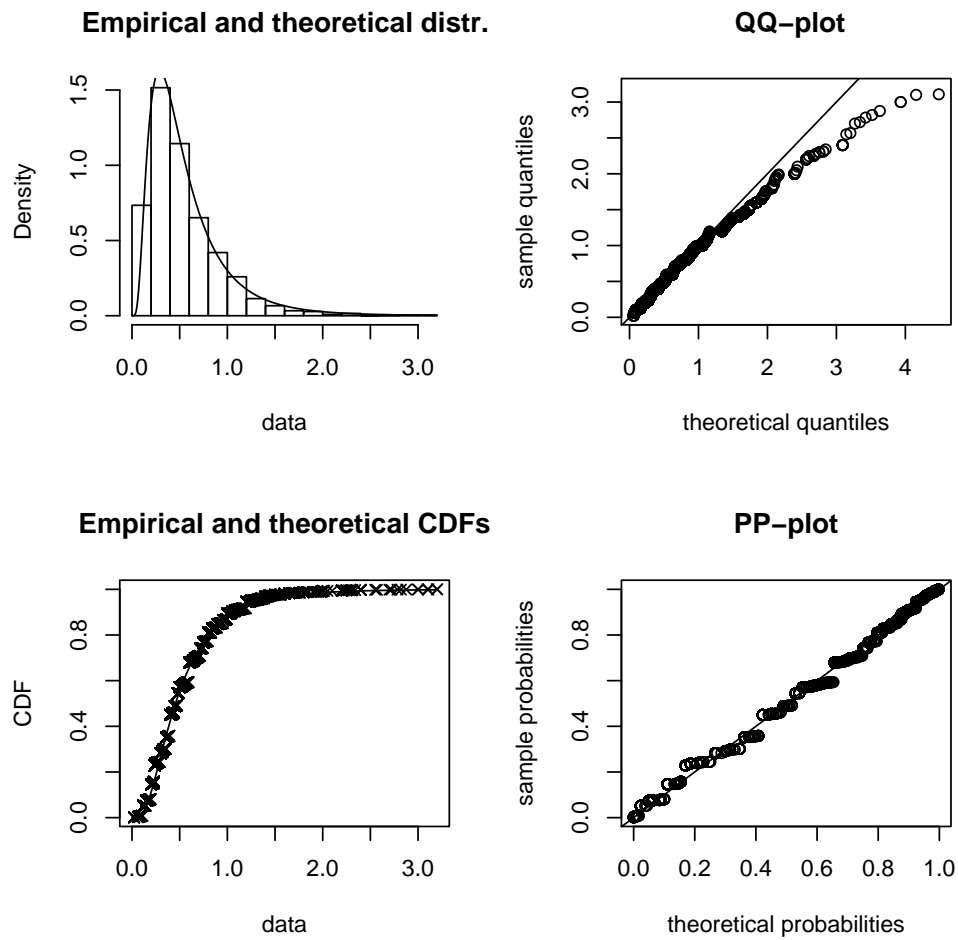 Empirical and theoretical distr.
Density
0.0 0.5 1.0 1.5
0.0 1.0 2.0 3.0
data
QQ−plot
sample quantiles
0.0 1.0 2.0 3.0
0 1 2 3 4
theoretical quantiles
Empirical and theoretical CDFs
CDF
0.0 0.4 0.8
0.0 1.0 2.0 3.0
data
PP−plot
sample probabilities
0.0 0.4 0.8
0.0 0.2 0.4 0.6 0.8 1.0
theoretical probabilities